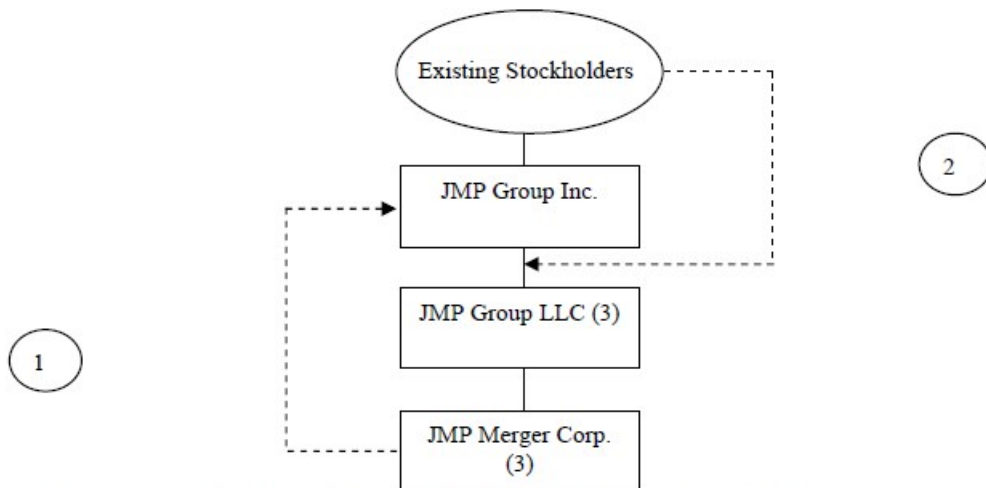 Existing Stockholders
2
JMP Group Inc.
JMP Group LLC (3)
1
JMP Merger Corp.
(3)